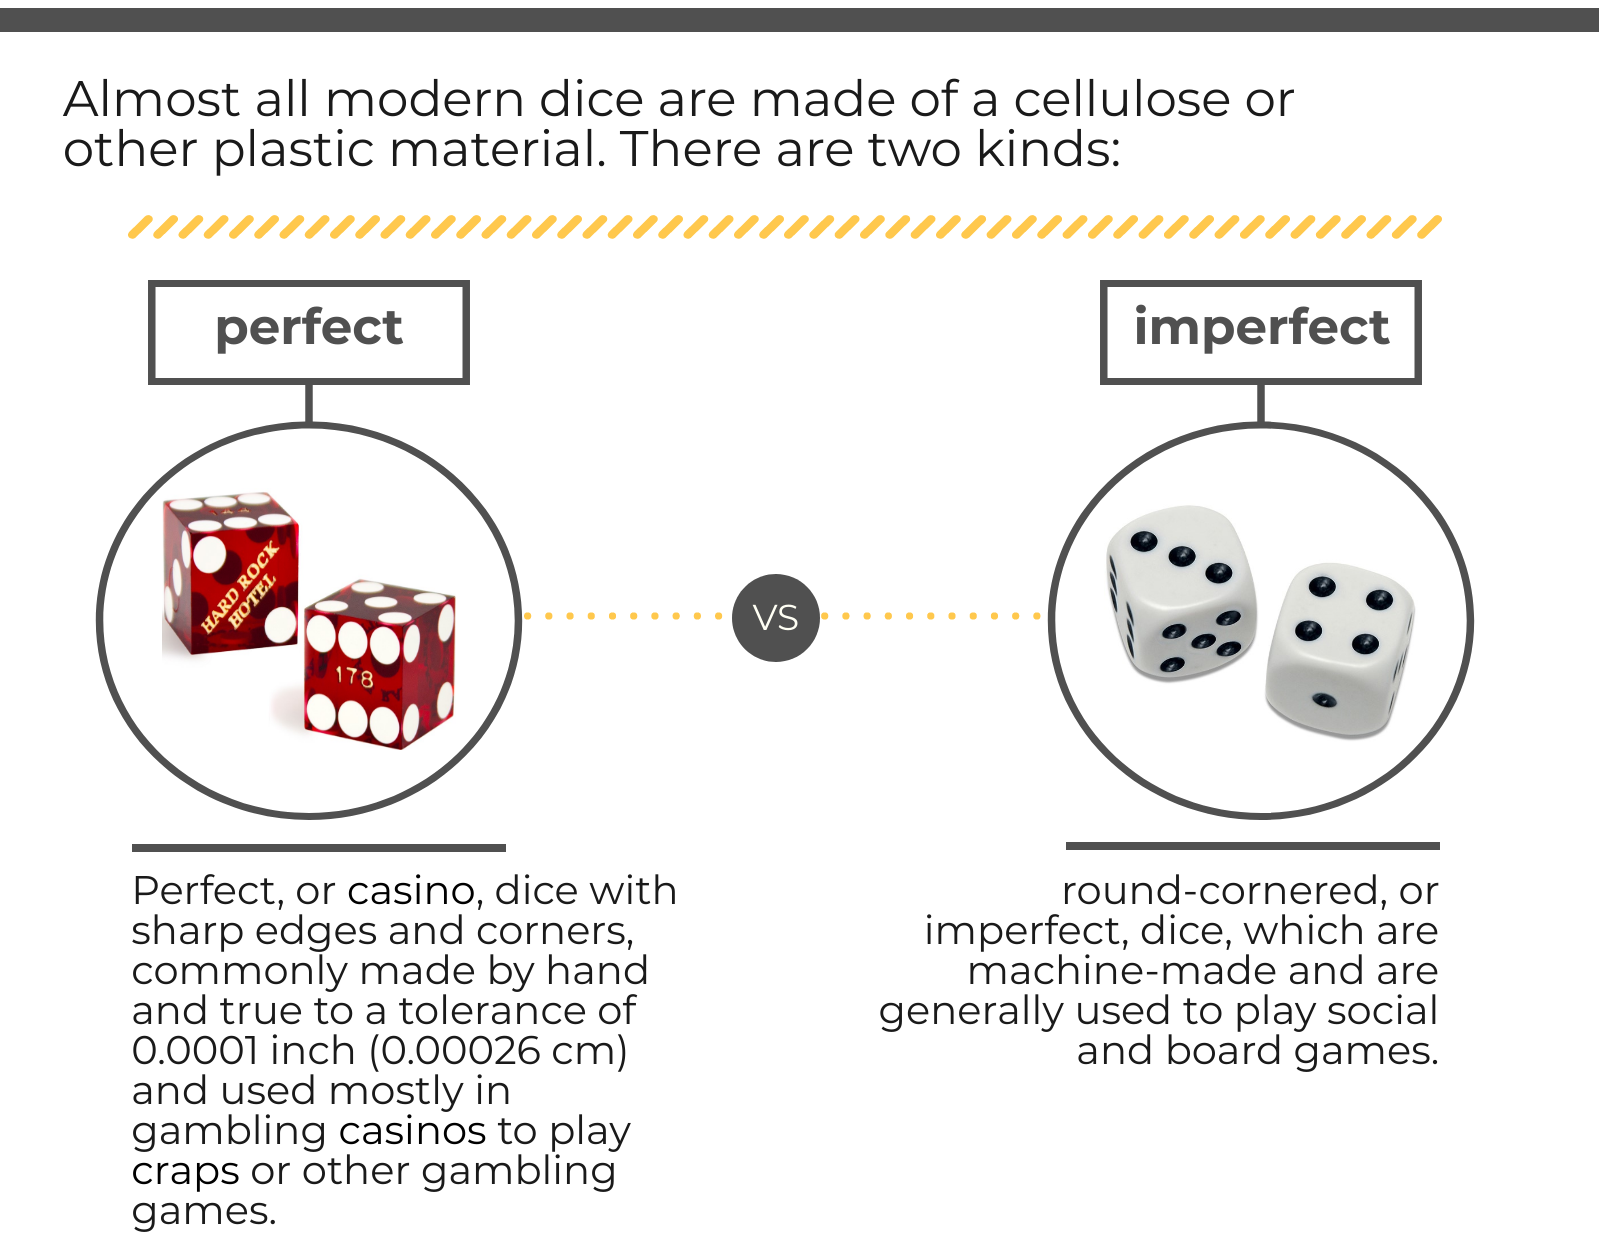 Almost all modern dice are made of a cellulose or
other plastic material. There are two kinds:
perfect
imperfect
HARD ROCK
HOTEL
178
VS
Perfect, or casino, dice with
sharp edges and corners,
commonly made by hand
and true to a tolerance of
0.0001 inch (0.00026 cm)
and used mostly in
gambling casinos to play
craps or other gambling
games.
round-cornered, or
imperfect, dice, which are
machine-made and are
generally used to play social
and board games.